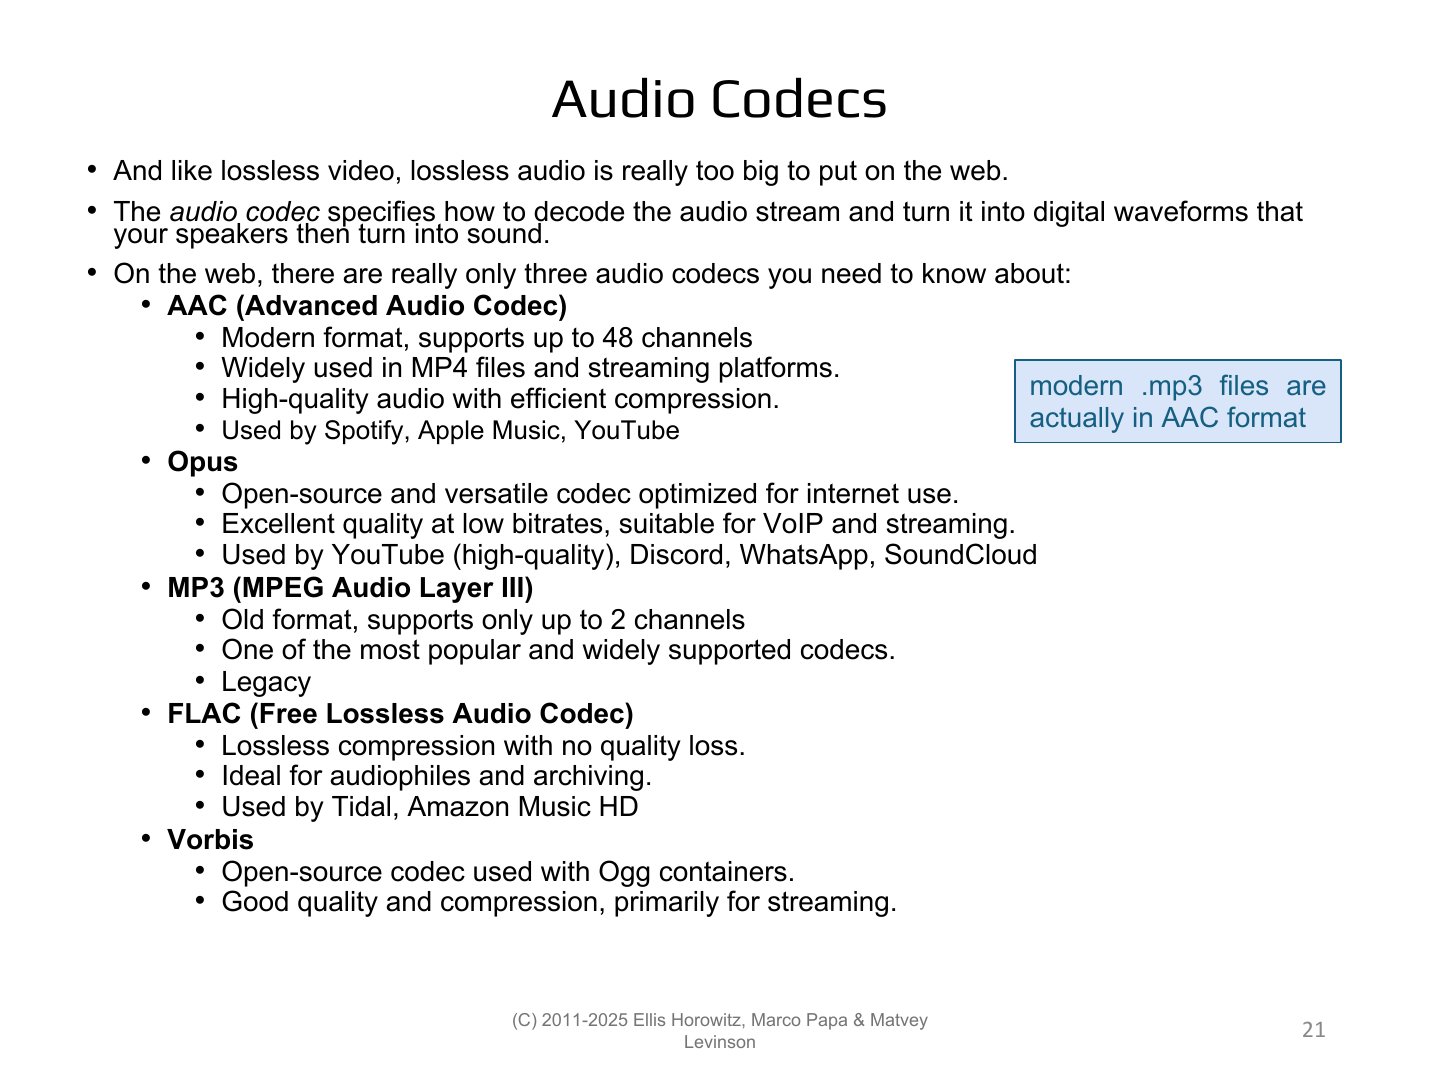 Audio Codecs
• And like lossless video, lossless audio is really too big to put on the web.
• The audio codec specifies how to decode the audio stream and turn it into digital waveforms that
your speakers then turn into sound.
• On the web, there are really only three audio codecs you need to know about:
• AAC (Advanced Audio Codec)
• Modern format, supports up to 48 channels
• Widely used in MP4 files and streaming platforms.
• High-quality audio with efficient compression.
• Used by Spotify, Apple Music, YouTube
modern .mp3 files are
actually in AAC format
• Opus
• Open-source and versatile codec optimized for internet use.
• Excellent quality at low bitrates, suitable for VoIP and streaming.
• Used by YouTube (high-quality), Discord, WhatsApp, SoundCloud
• MP3 (MPEG Audio Layer III)
• Old format, supports only up to 2 channels
• One of the most popular and widely supported codecs.
• Legacy
• FLAC (Free Lossless Audio Codec)
• Lossless compression with no quality loss.
• Ideal for audiophiles and archiving.
• Used by Tidal, Amazon Music HD
• Vorbis
• Open-source codec used with Ogg containers.
• Good quality and compression, primarily for streaming.
(C) 2011-2025 Ellis Horowitz, Marco Papa & Matvey
Levinson
21